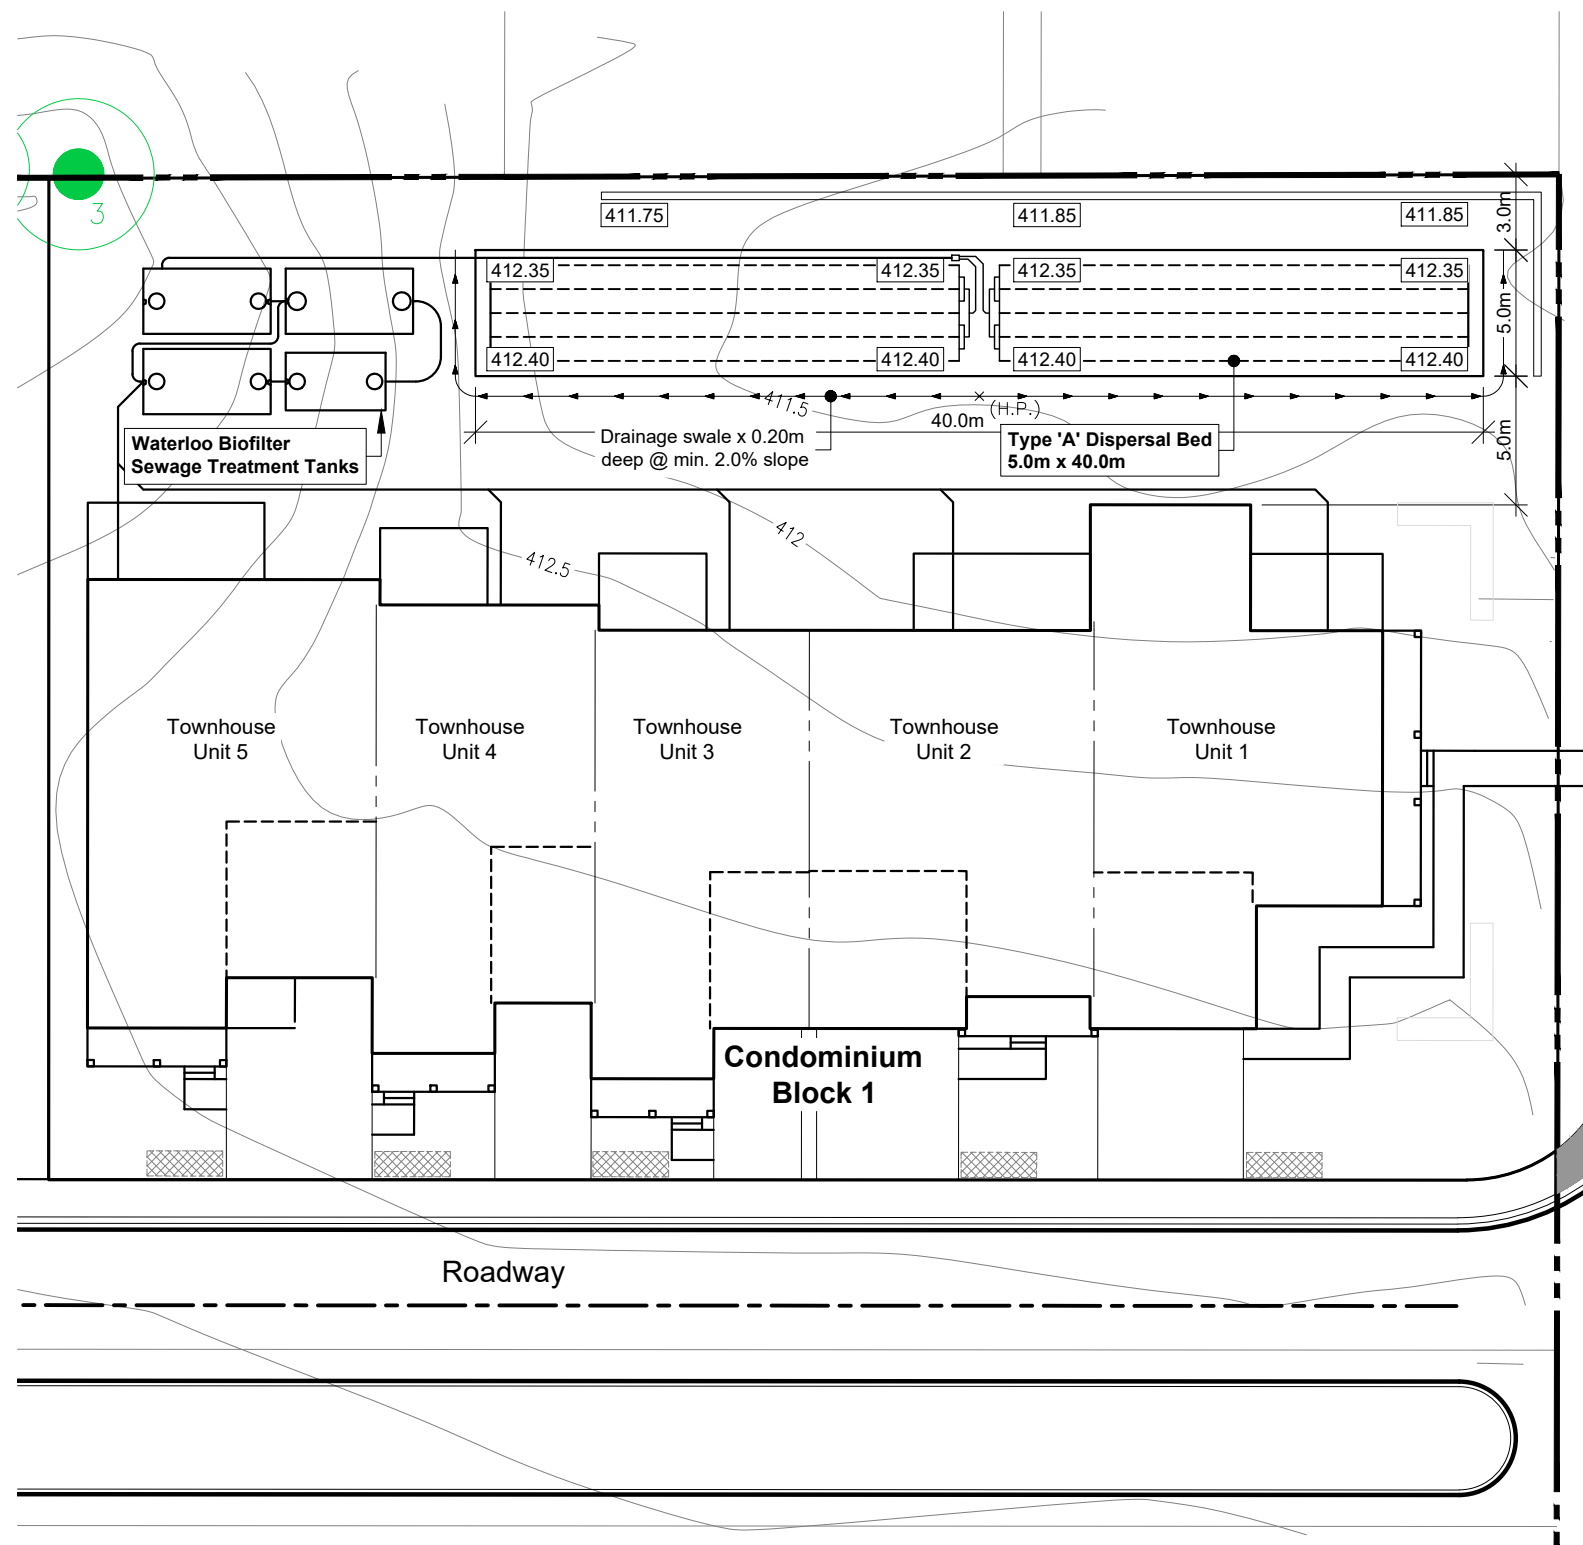 3
411.75
411.85
411.85
3.0m
412.35
412.35
412.35
412.35
5.0m
412.40
412.40
412.40
412.40
411.5
(H.P.)
40.0m
Drainage swale x 0.20m
deep @ min. 2.0% slope
Type 'A' Dispersal Bed
5.0m x 40.0m
5.0m
Waterloo Biofilter
Sewage Treatment Tanks
412
412.5
Townhouse
Unit 5
Townhouse
Unit 4
Townhouse
Unit 3
Townhouse
Unit 2
Townhouse
Unit 1
Condominium
Block 1
Roadway